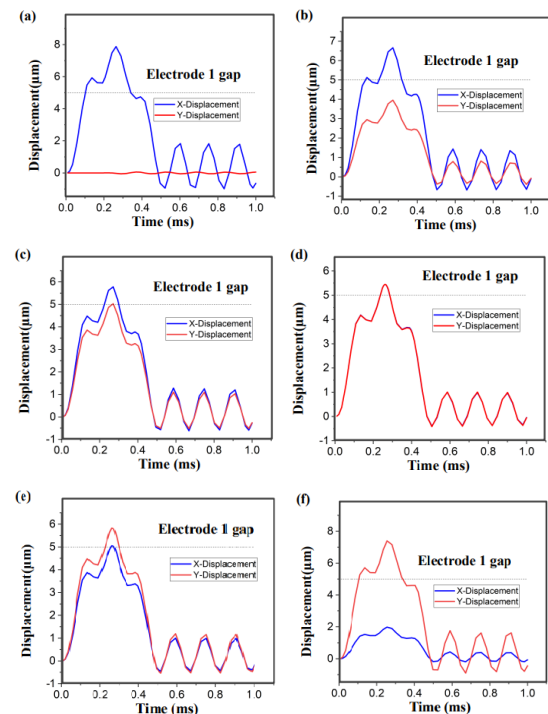 (a)
Displacement(μm)
8
6
4
2
0
Electrode 1 gap
X-Displacement
Y-Displacement
0.0 0.2 0.4 0.6 0.8 1.0
Time (ms)
(b)
Displacement(μm)
7
6
5
4
3
2
1
0
-1
Electrode 1 gap
X-Displacement
Y-Displacement
0.0 0.2 0.4 0.6 0.8 1.0
Time (ms)
(c)
Displacement(μm)
6
5
4
3
2
1
0
-1
Electrode 1 gap
X-Displacement
Y-Displacement
0.0 0.2 0.4 0.6 0.8 1.0
Time (ms)
(d)
Displacement(μm)
6
5
4
3
2
1
0
-1
Electrode 1 gap
X-Displacement
Y-Displacement
0.0 0.2 0.4 0.6 0.8 1.0
Time (ms)
(e)
Displacement(μm)
6
5
4
3
2
1
0
-1
Electrode 1 gap
X-Displacement
Y-Displacement
0.0 0.2 0.4 0.6 0.8 1.0
Time (ms)
(f)
Displacement(μm)
8
7
6
5
4
3
2
1
0
-1
Electrode 1 gap
X-Displacement
Y-Displacement
0.0 0.2 0.4 0.6 0.8 1.0
Time (ms)